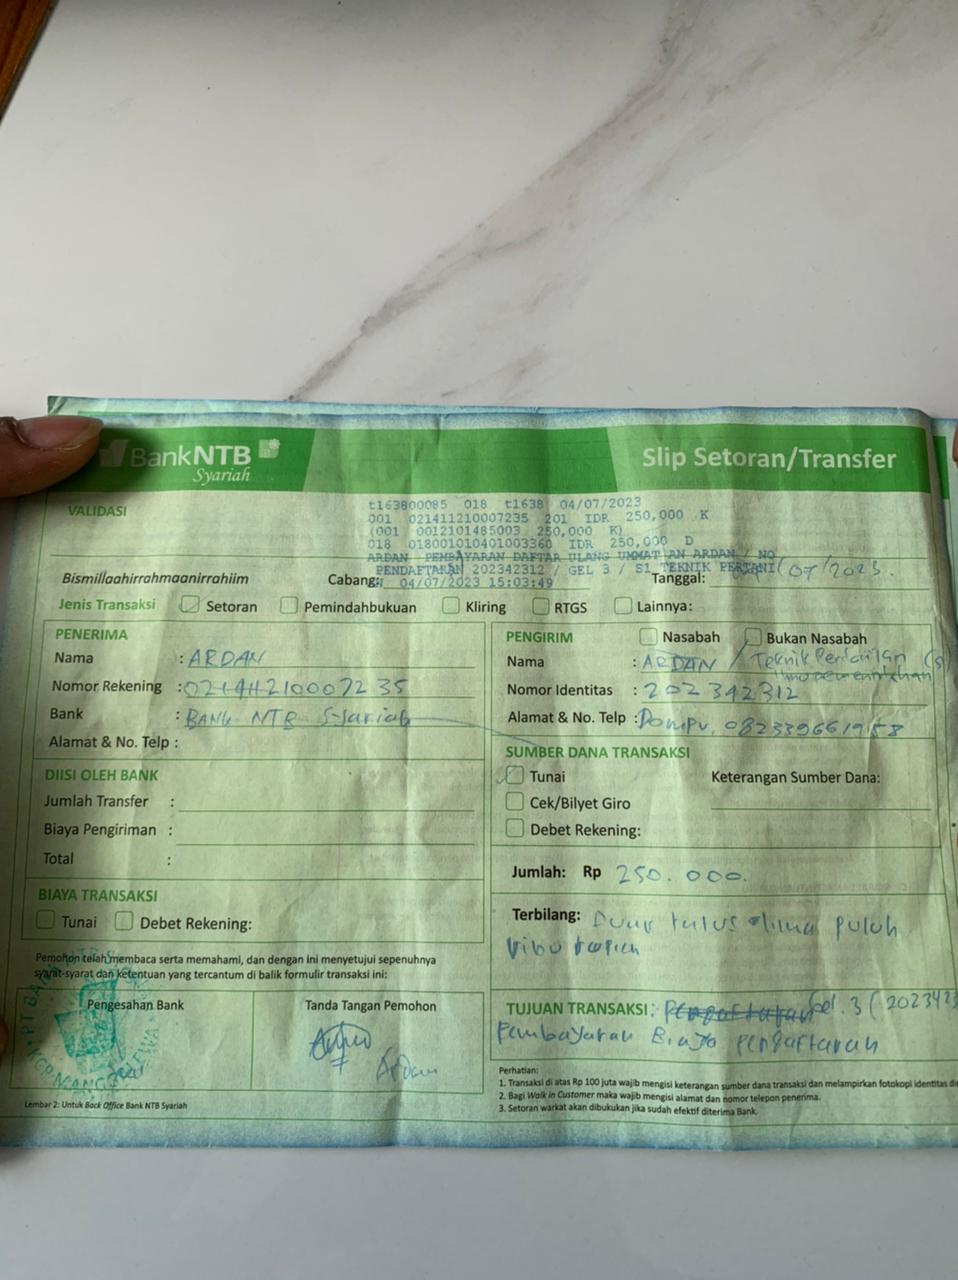 BankNTB
Syariah
Slip Setoran/Transfer
VALIDASI
t163800085 018 t1638 04/07/2023
001 021411210007235 201 IDR 250,000 K
(001 0012101485003 250,000 K)
018 018001010401003360 IDR 250,000 D
ARDAN PEMBAYARAN DAFTAR ULANG UMMAT AN ARDAN / NO
PENDAFTARAN 202342312 / GEL 3 / S1 TEKNIK PERTANI
04/07/2023 15:03:49
Bismillaahirrahmaanirrahiim
Cabang:
Tanggal: /07/2023.
Jenis Transaksi Setoran Pemindahbukuan Kliring RTGS Lainnya:
PENERIMA
Nama : ARDAN
Nomor Rekening :
Bank : BANK NTB Syariah
Alamat & No. Telp :
DIISI OLEH BANK
Jumlah Transfer :
Biaya Pengiriman :
Total :
BIAYA TRANSAKSI
Tunai Debet Rekening:
Pemohon telah membaca serta memahami, dan dengan ini menyetujui sepenuhnya
syarat-syarat dan ketentuan yang tercantum di balik formulir transaksi ini:
Pengesahan Bank
Tanda Tangan Pemohon
Ardan
Lembar 2: Untuk Back Office Bank NTB Syariah
PENGIRIM Nasabah Bukan Nasabah
Nama : ARDAN / Teknik Pertanian
Nomor Identitas : 202342312
Alamat & No. Telp : Dompu,
SUMBER DANA TRANSAKSI
Tunai Keterangan Sumber Dana:
Cek/Bilyet Giro
Debet Rekening:
Jumlah: Rp 250.000.
Terbilang: Dua ratus lima puluh
ribu rupiah
TUJUAN TRANSAKSI: Gel. 3 (
Pembayaran Biaya Pendaftaran
Perhatian:
1. Transaksi di atas Rp 100 juta wajib mengisi keterangan sumber dana transaksi dan melampirkan fotokopi identitas
2. Bagi Walk in Customer maka wajib mengisi alamat dan nomor telepon penerima.
3. Setoran warkat akan dibukukan jika sudah efektif diterima Bank.